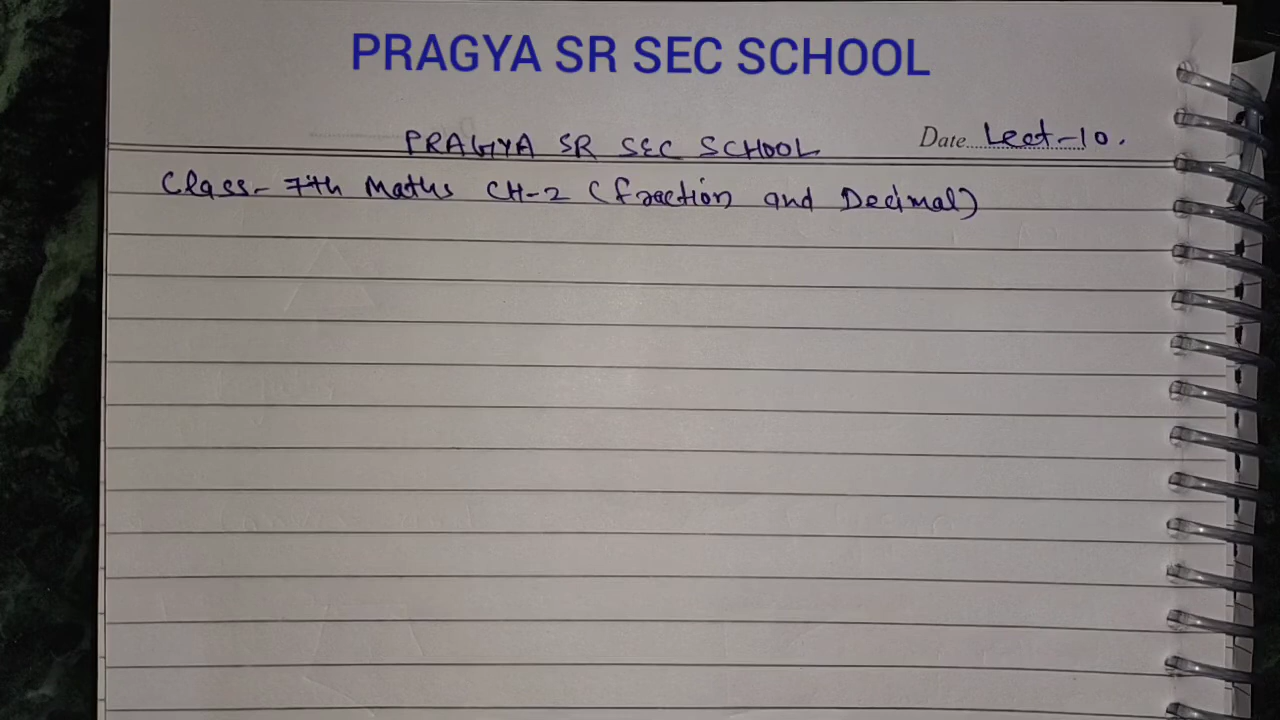 PRAGYA SR SEC SCHOOL
PRAGYA SR SEC SCHOOL Date Lect-10.
Class- 7th Maths CH-2 (fraction and Decimal)